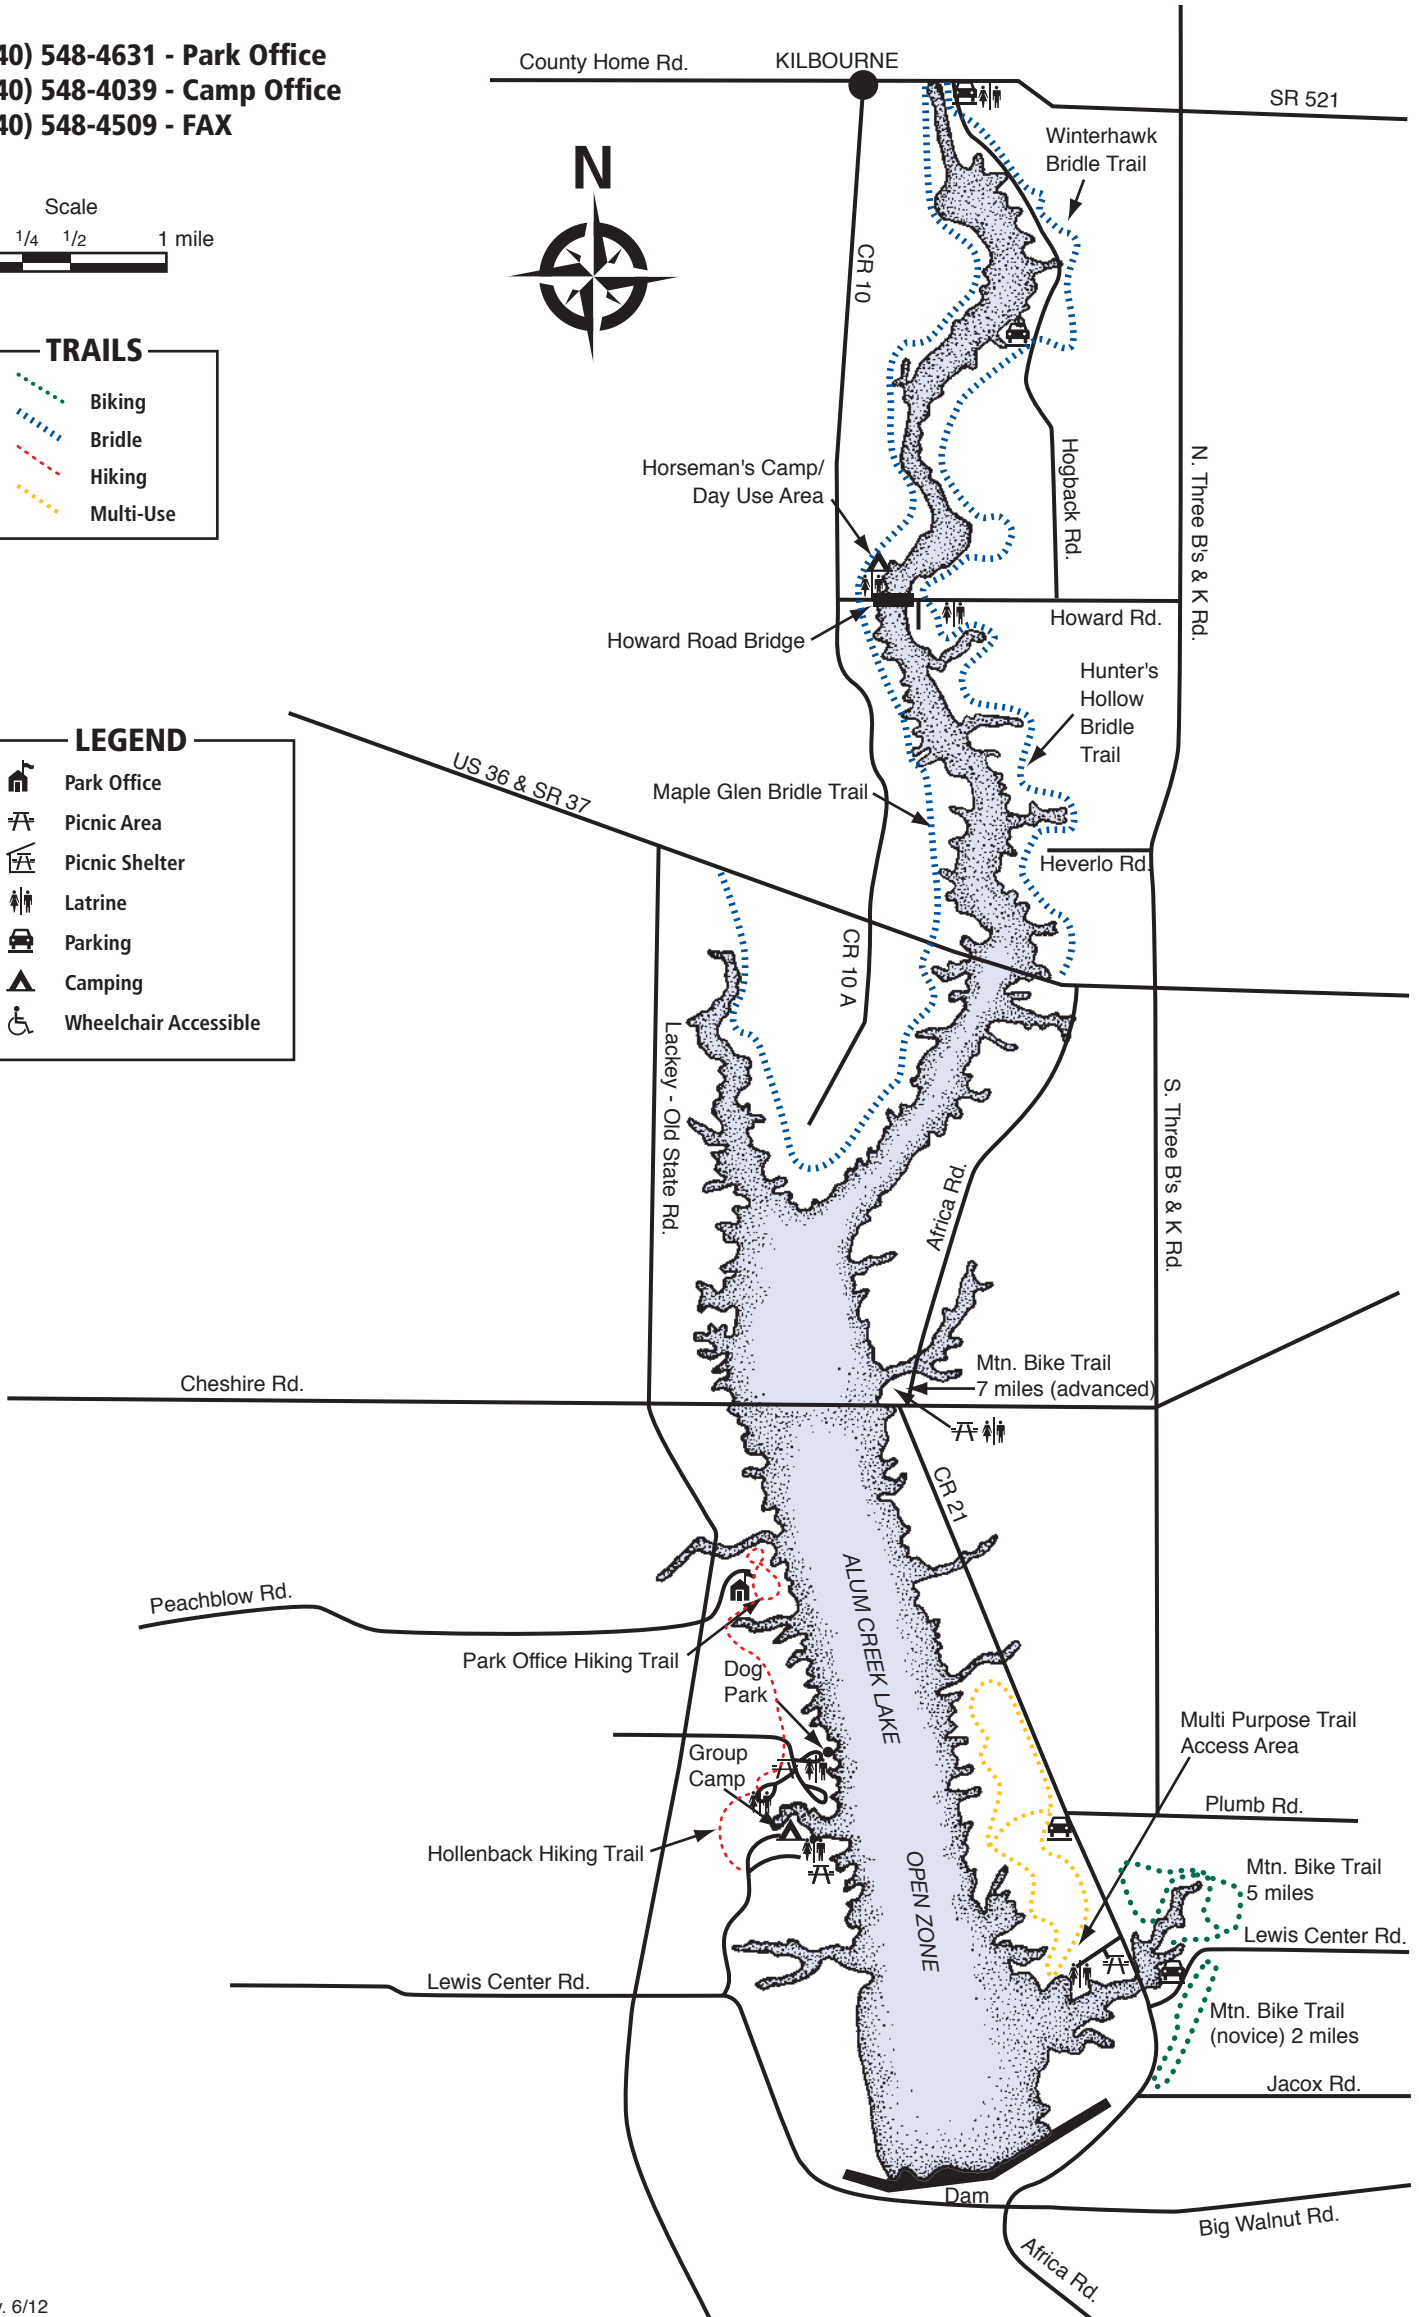 40) 548-4631 - Park Office
40) 548-4039 - Camp Office
40) 548-4509 - FAX
County Home Rd.
KILBOURNE
SR 521
Winterhawk
Bridle Trail
N
Scale
1/4 1/2 1 mile
CR 10
TRAILS
Biking
Bridle
Hiking
Multi-Use
Horseman's Camp/
Day Use Area
Hogback Rd.
N. Three B's & K Rd.
Howard Rd.
Howard Road Bridge
Hunter's
Hollow
Bridle
Trail
LEGEND
Park Office
Picnic Area
Picnic Shelter
Latrine
Parking
Camping
Wheelchair Accessible
US 36 & SR 37
Maple Glen Bridle Trail
Heverlo Rd.
CR 10 A
Lackey - Old State Rd.
S. Three B's & K Rd.
Africa Rd.
Mtn. Bike Trail
7 miles (advanced)
Cheshire Rd.
CR 21
Peachblow Rd.
ALUM CREEK LAKE
Park Office Hiking Trail
Dog
Park
Multi Purpose Trail
Access Area
Group
Camp
Plumb Rd.
Hollenback Hiking Trail
OPEN ZONE
Mtn. Bike Trail
5 miles
Lewis Center Rd.
Lewis Center Rd.
Mtn. Bike Trail
(novice) 2 miles
Jacox Rd.
Dam
Big Walnut Rd.
Africa Rd.
. 6/12